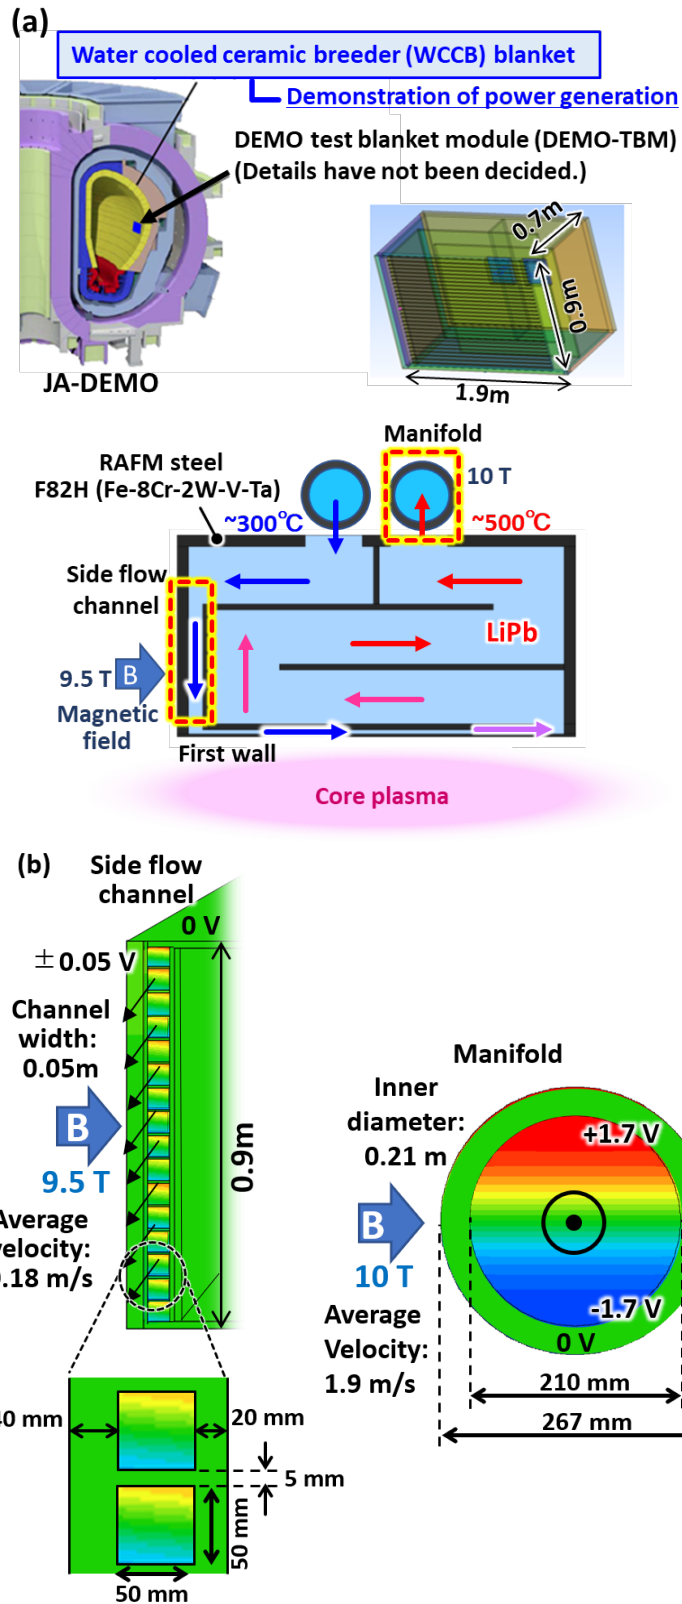 (a)
Water cooled ceramic breeder (WCCB) blanket
Demonstration of power generation
DEMO test blanket module (DEMO-TBM)
(Details have not been decided.)
0.7m
0.9m
1.9m
JA-DEMO
Manifold
RAFM steel
F82H (Fe-8Cr-2W-V-Ta)
10 T
~300℃
~500℃
Side flow
channel
LiPb
9.5 T
B
Magnetic
field
First wall
Core plasma
(b)
Side flow
channel
0 V
±0.05 V
Channel
width:
0.05m
B
9.5 T
0.9m
Average
velocity:
0.18 m/s
40 mm
20 mm
5 mm
50 mm
50 mm
Manifold
Inner
diameter:
0.21 m
+1.7 V
B
10 T
-1.7 V
0 V
Average
Velocity:
1.9 m/s
210 mm
267 mm